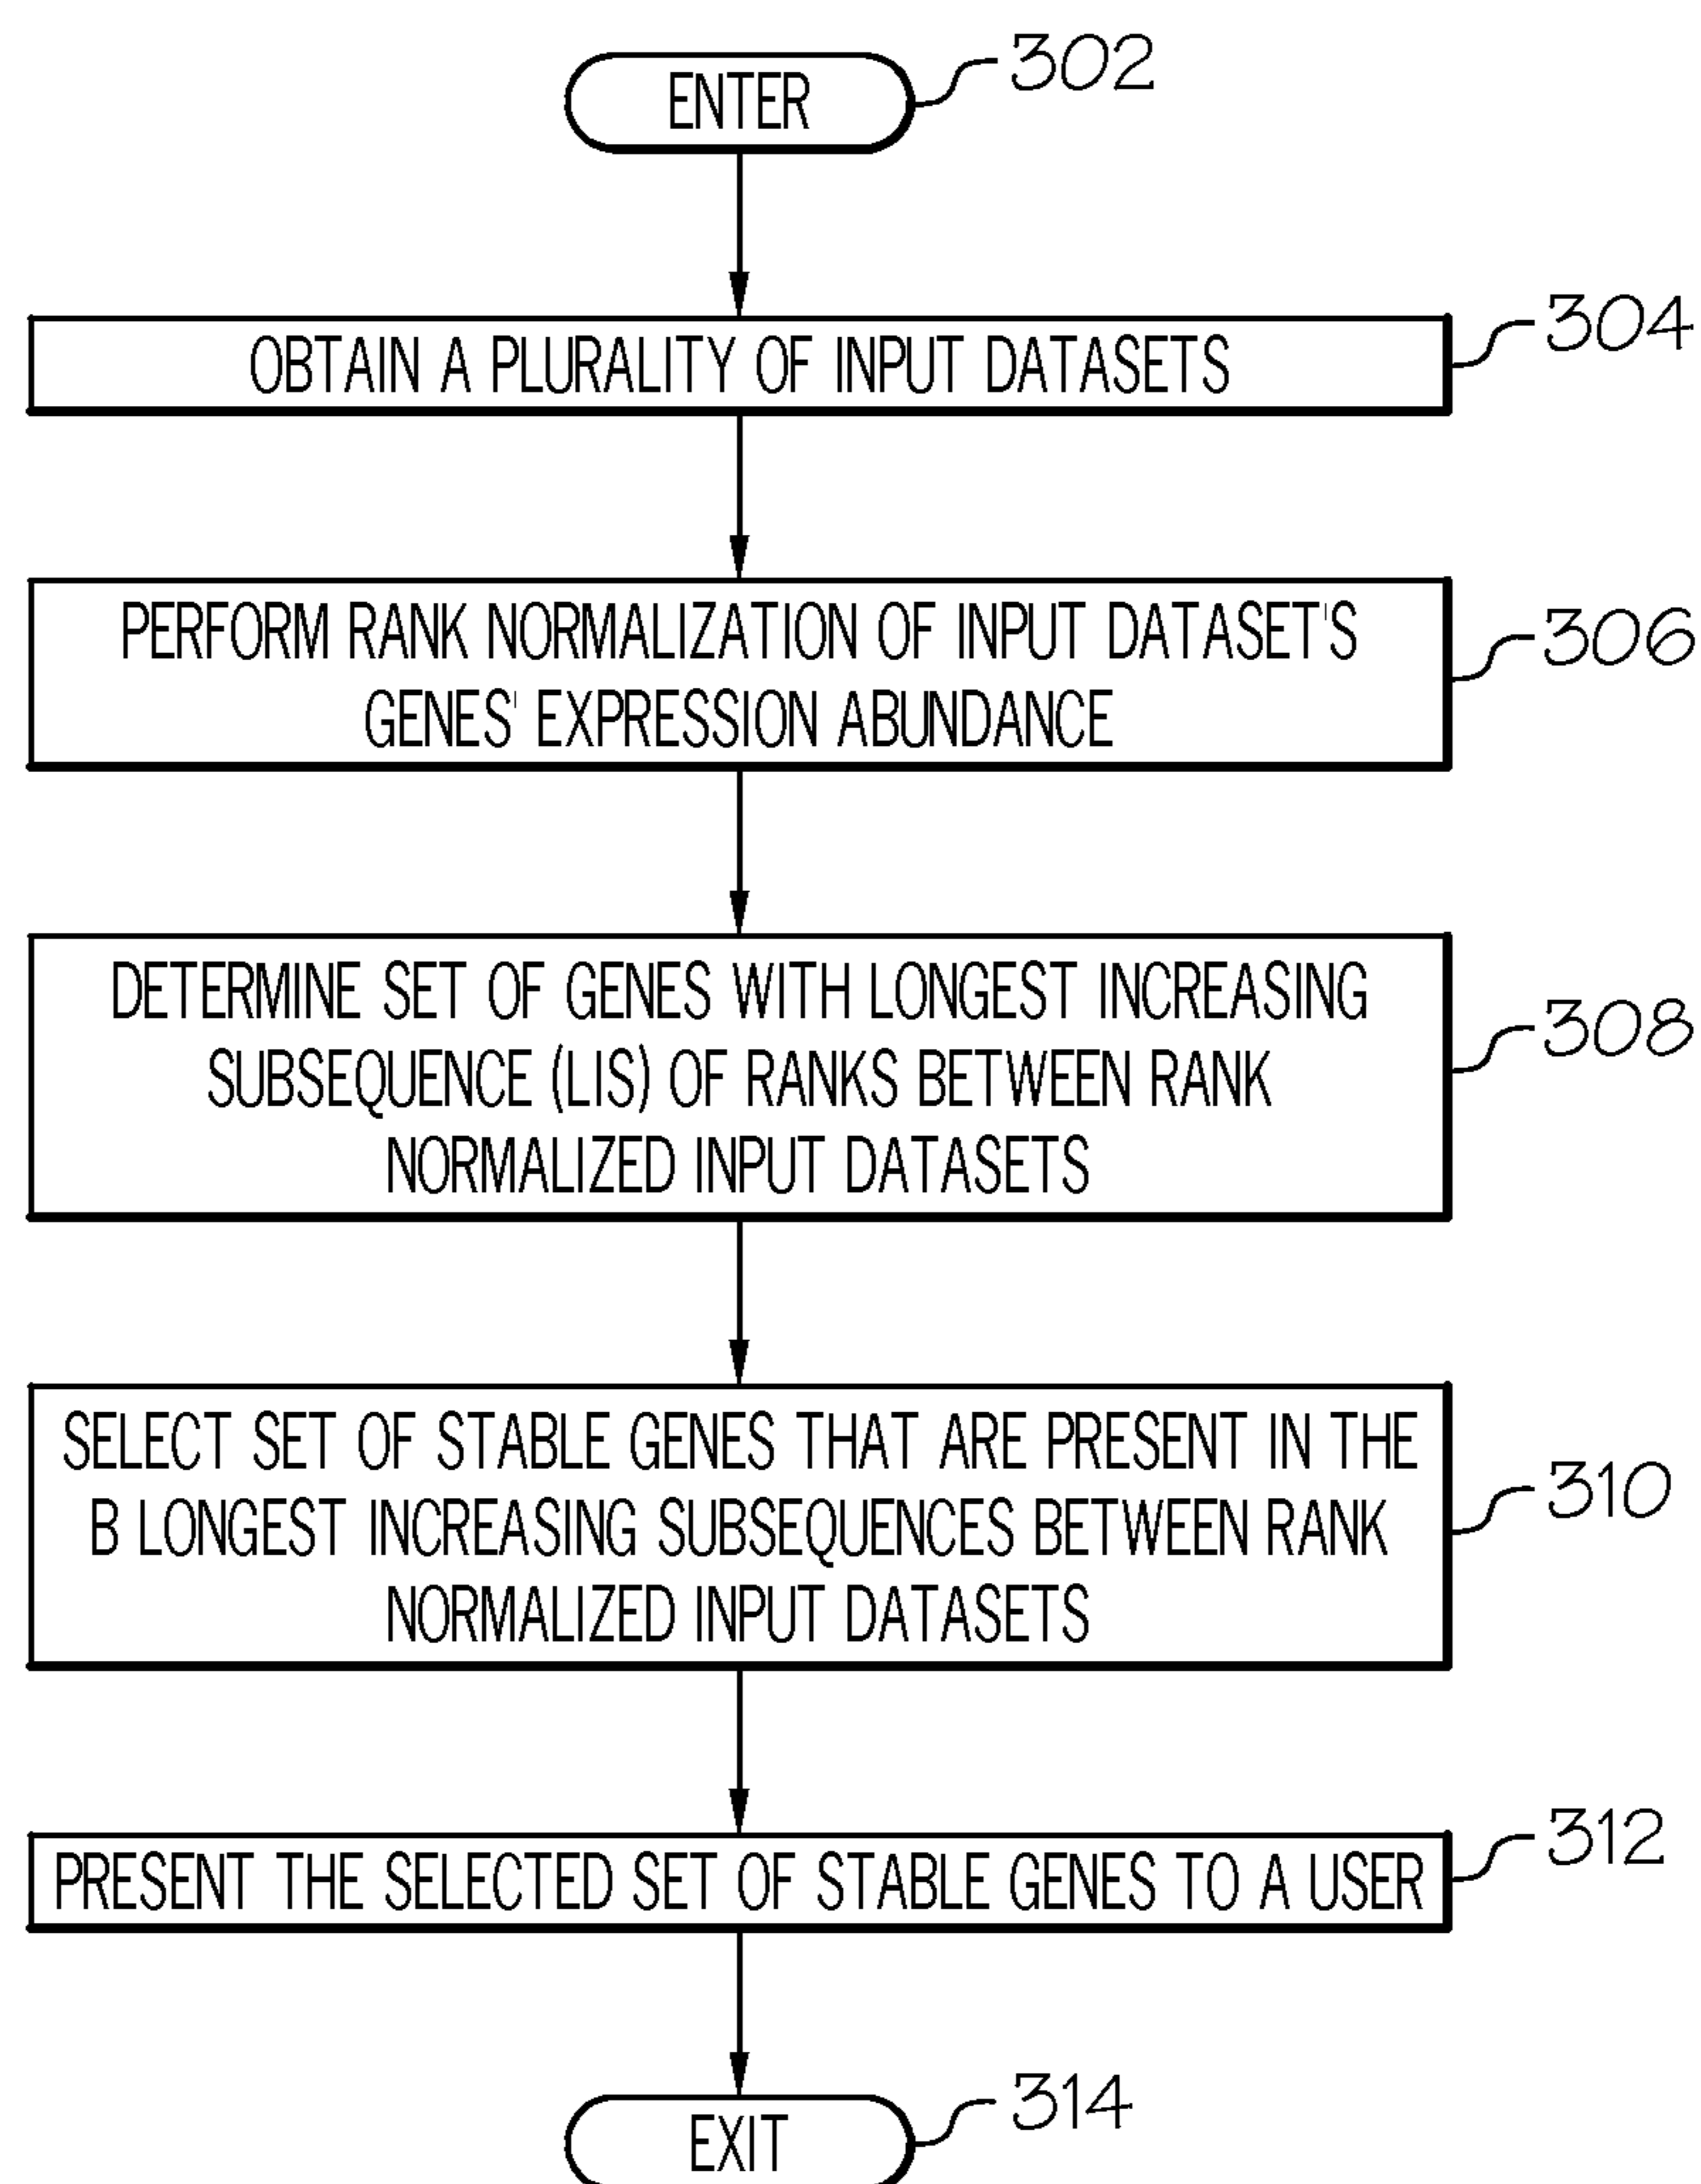 ENTER
302
OBTAIN A PLURALITY OF INPUT DATASETS
304
PERFORM RANK NORMALIZATION OF INPUT DATASET'S
GENES' EXPRESSION ABUNDANCE
306
DETERMINE SET OF GENES WITH LONGEST INCREASING
SUBSEQUENCE (LIS) OF RANKS BETWEEN RANK
NORMALIZED INPUT DATASETS
308
SELECT SET OF STABLE GENES THAT ARE PRESENT IN THE
B LONGEST INCREASING SUBSEQUENCES BETWEEN RANK
NORMALIZED INPUT DATASETS
310
PRESENT THE SELECTED SET OF STABLE GENES TO A USER
312
EXIT
314